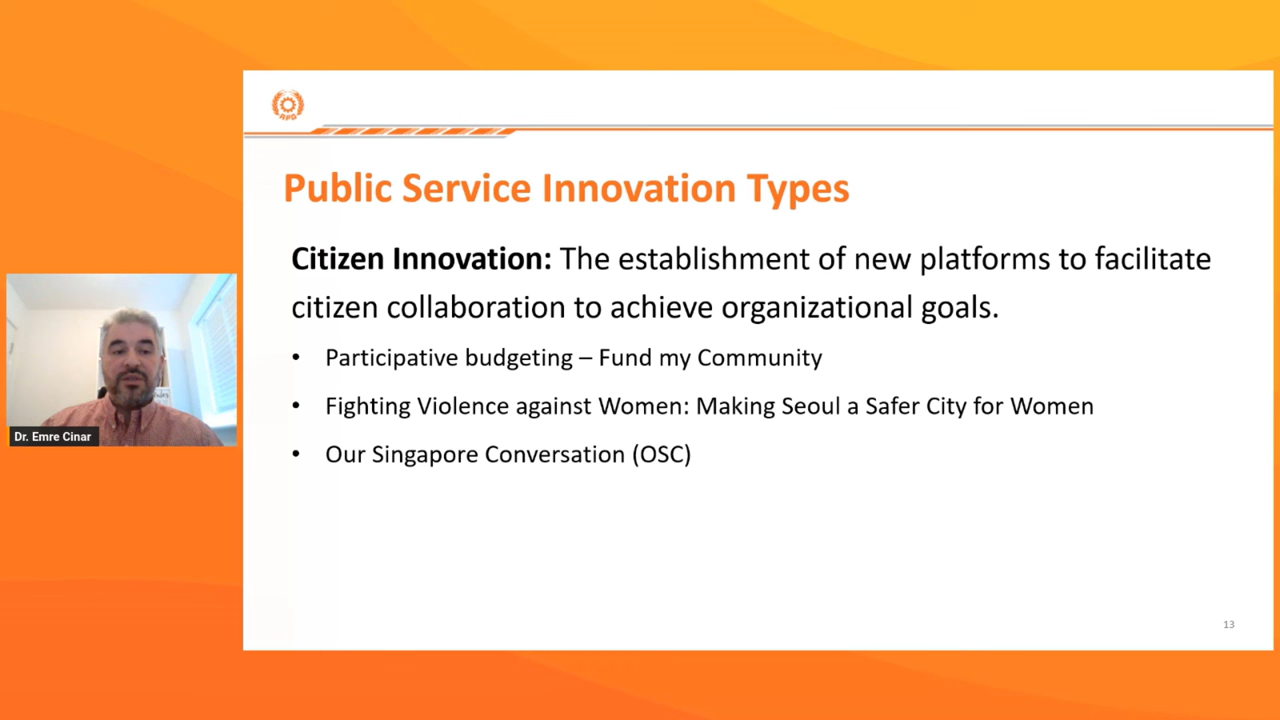 APO
Public Service Innovation Types
Citizen Innovation: The establishment of new platforms to facilitate
citizen collaboration to achieve organizational goals.
• Participative budgeting – Fund my Community
• Fighting Violence against Women: Making Seoul a Safer City for Women
• Our Singapore Conversation (OSC)
Dr. Emre Cinar
13